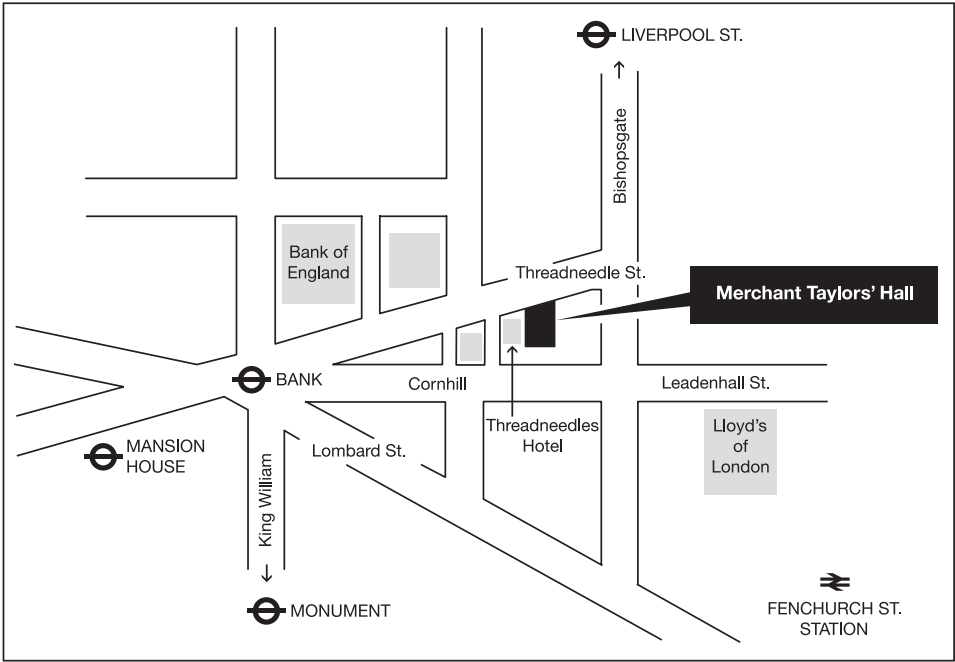 LIVERPOOL ST.
Bishopsgate
Bank of
England
Threadneedle St.
Merchant Taylors’ Hall
BANK
Cornhill
Leadenhall St.
MANSION
HOUSE
Lombard St.
Threadneedles
Hotel
Lloyd’s
of
London
King William
MONUMENT
FENCHURCH ST.
STATION